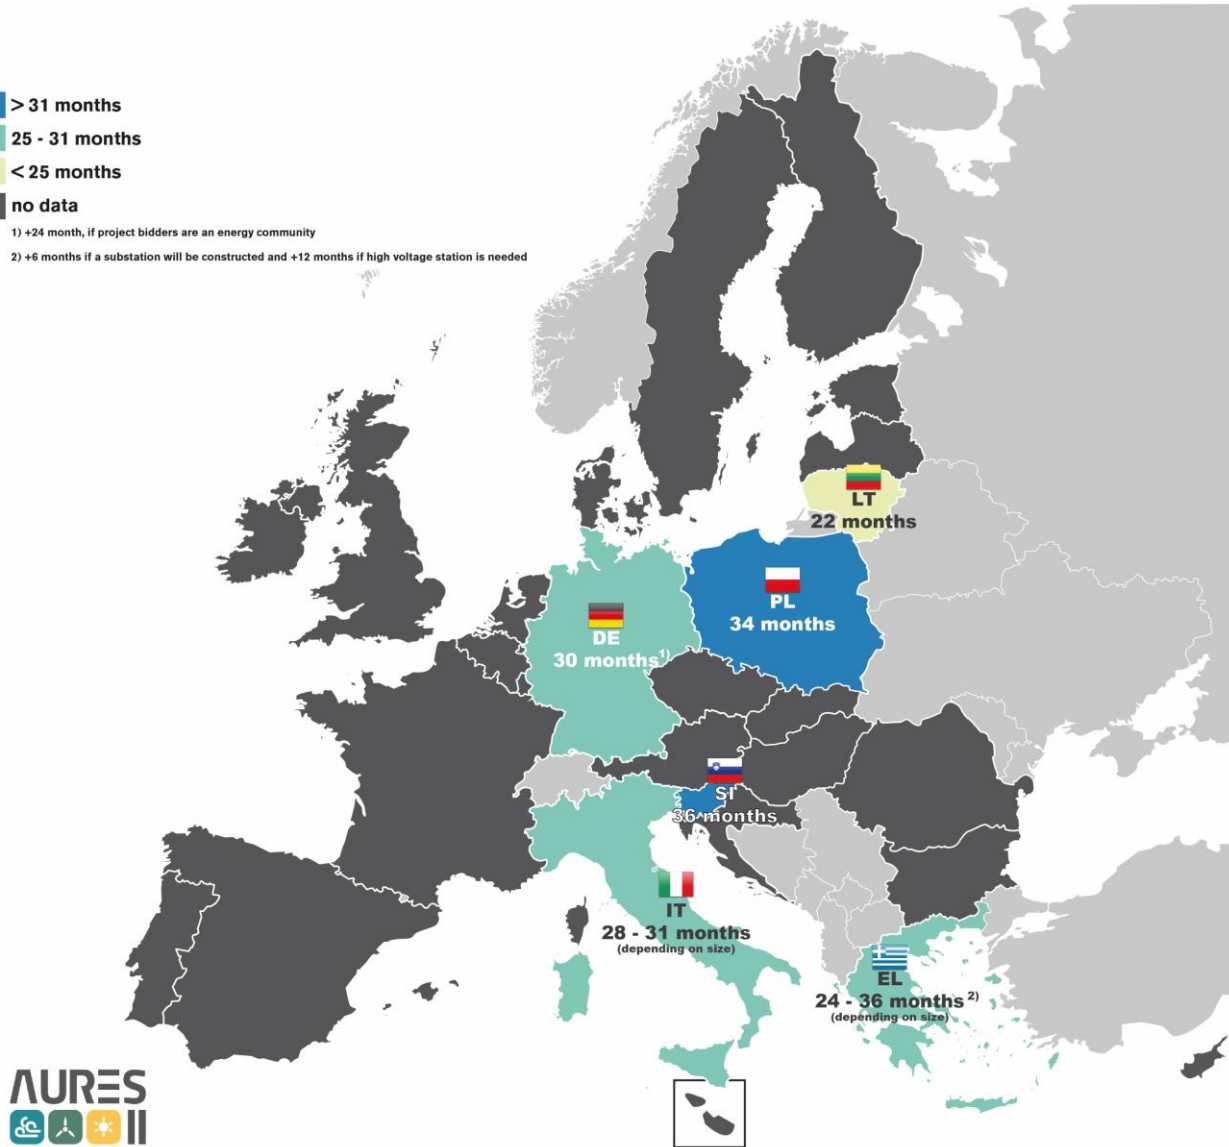 > 31 months
25 - 31 months
< 25 months
no data
1) +24 month, if project bidders are an energy community
2) +6 months if a substation will be constructed and +12 months if high voltage station is needed
LT
22 months
PL
34 months
DE
30 months 1)
SI
36 months
IT
28 - 31 months
(depending on size)
EL
24 - 36 months 2)
(depending on size)
AURES
II